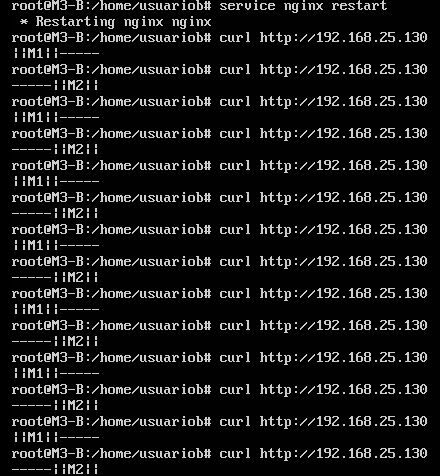 root@M3-B:/home/usuariob# service nginx restart
 * Restarting nginx nginx
root@M3-B:/home/usuariob# curl http://192.168.25.130
||M1||-----
root@M3-B:/home/usuariob# curl http://192.168.25.130
-----||M2||
root@M3-B:/home/usuariob# curl http://192.168.25.130
||M1||-----
root@M3-B:/home/usuariob# curl http://192.168.25.130
-----||M2||
root@M3-B:/home/usuariob# curl http://192.168.25.130
||M1||-----
root@M3-B:/home/usuariob# curl http://192.168.25.130
-----||M2||
root@M3-B:/home/usuariob# curl http://192.168.25.130
||M1||-----
root@M3-B:/home/usuariob# curl http://192.168.25.130
-----||M2||
root@M3-B:/home/usuariob# curl http://192.168.25.130
||M1||-----
root@M3-B:/home/usuariob# curl http://192.168.25.130
-----||M2||
root@M3-B:/home/usuariob# curl http://192.168.25.130
-----||M2||
root@M3-B:/home/usuariob# curl http://192.168.25.130
-----||M2||
root@M3-B:/home/usuariob# curl http://192.168.25.130
||M1||-----
root@M3-B:/home/usuariob# curl http://192.168.25.130
-----||M2||